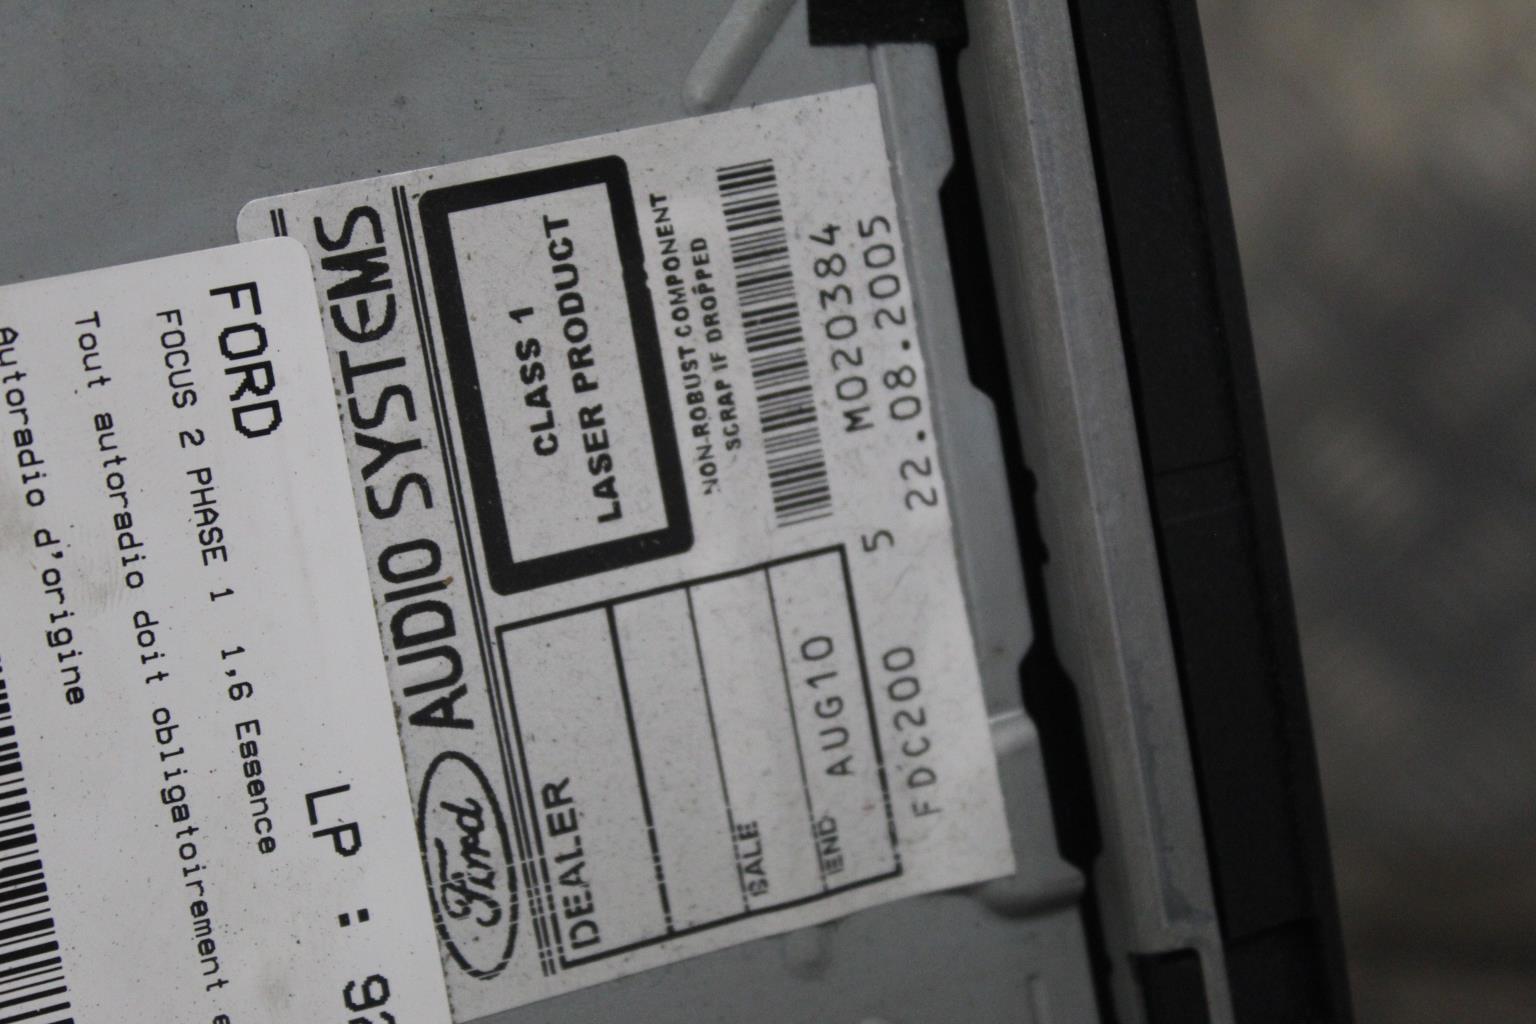 FORD
FOCUS 2 PHASE 1 1,6 Essence
Tout autoradio doit obligatoirement
Autoradio d'origine
LP : 92
Ford AUDIO SYSTEMS
CLASS 1
LASER PRODUCT
NON-ROBUST COMPONENT
SCRAP IF DROPPED
M020384
5 22.08.2005
DEALER
SALE
END AUG10
FDC200